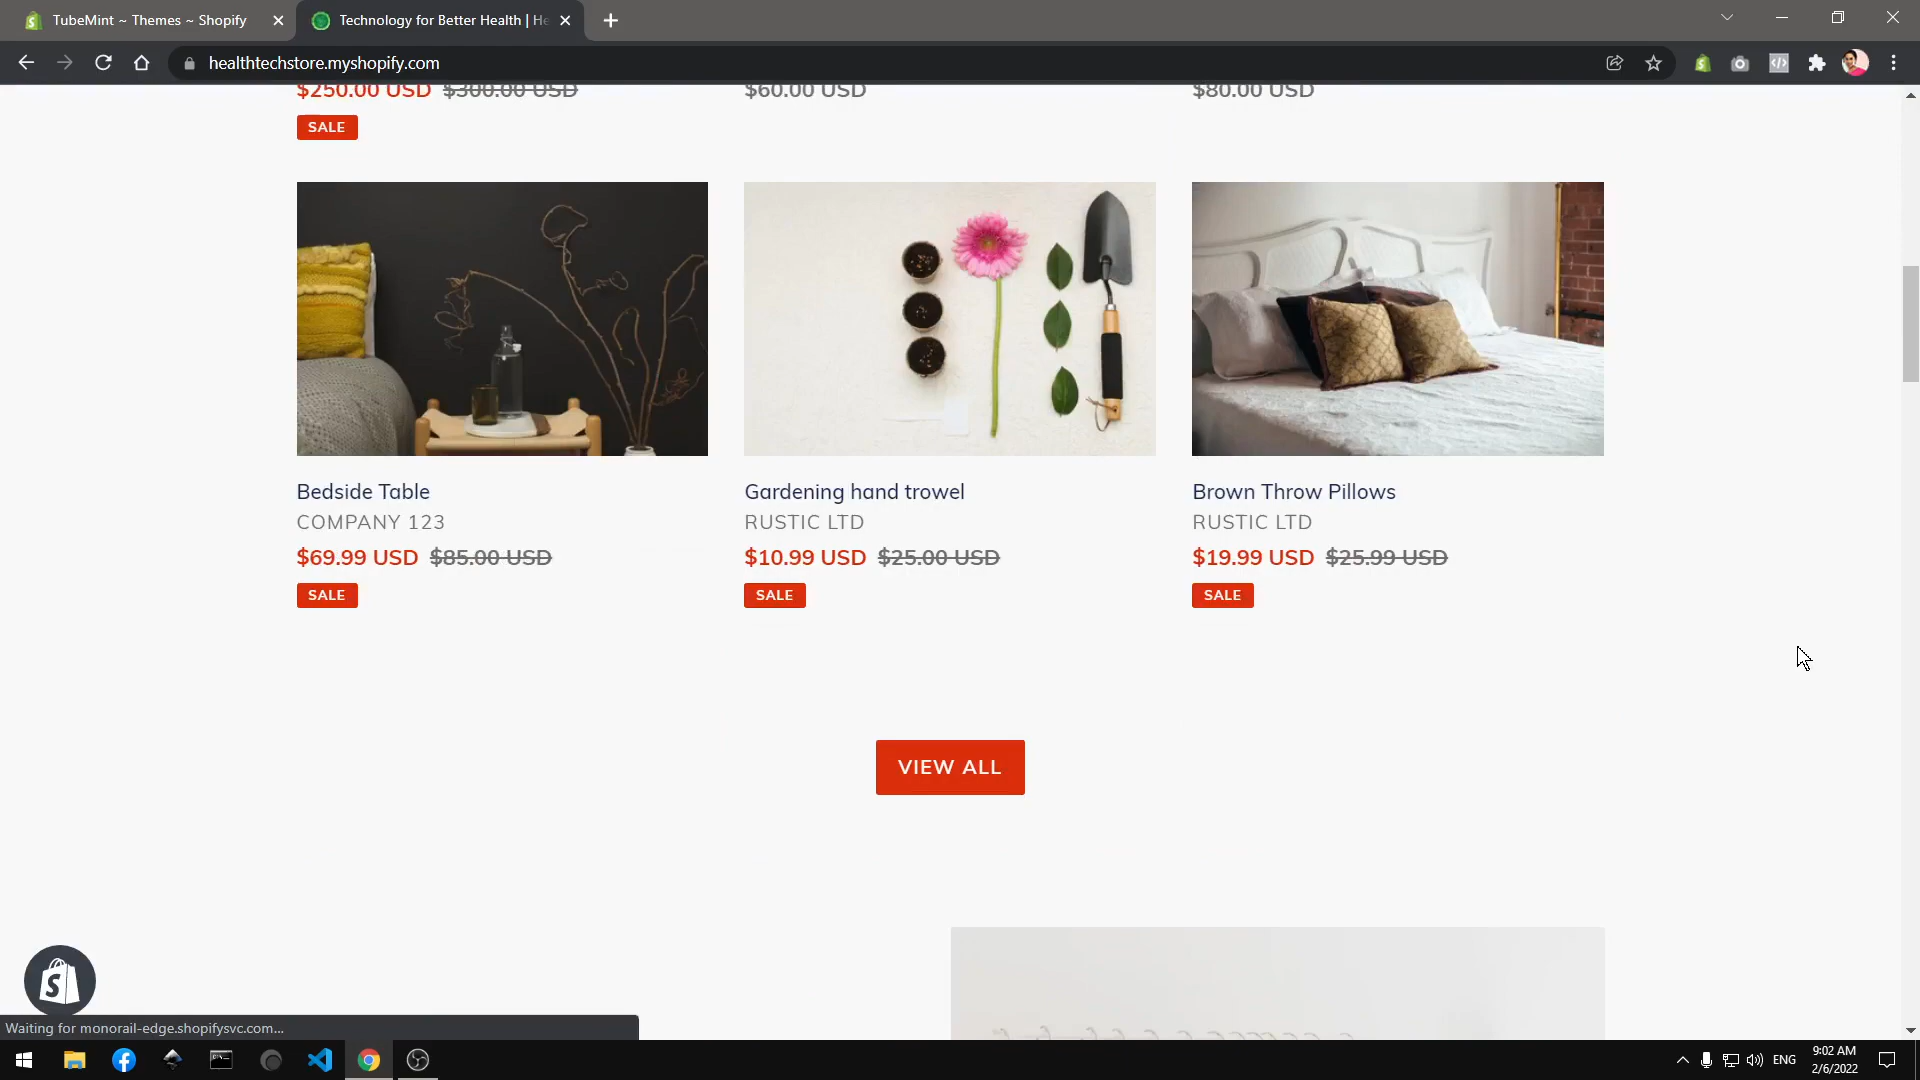 TubeMint ~ Themes ~ Shopify
Technology for Better Health | He
healthtechstore.myshopify.com
$250.00 USD $300.00 USD
$60.00 USD
$80.00 USD
SALE
Bedside Table
COMPANY 123
$69.99 USD $85.00 USD
SALE
Gardening hand trowel
RUSTIC LTD
$10.99 USD $25.00 USD
SALE
Brown Throw Pillows
RUSTIC LTD
$19.99 USD $25.99 USD
SALE
VIEW ALL
Waiting for monorail-edge.shopifysvc.com...
ENG
9:02 AM
2/6/2022